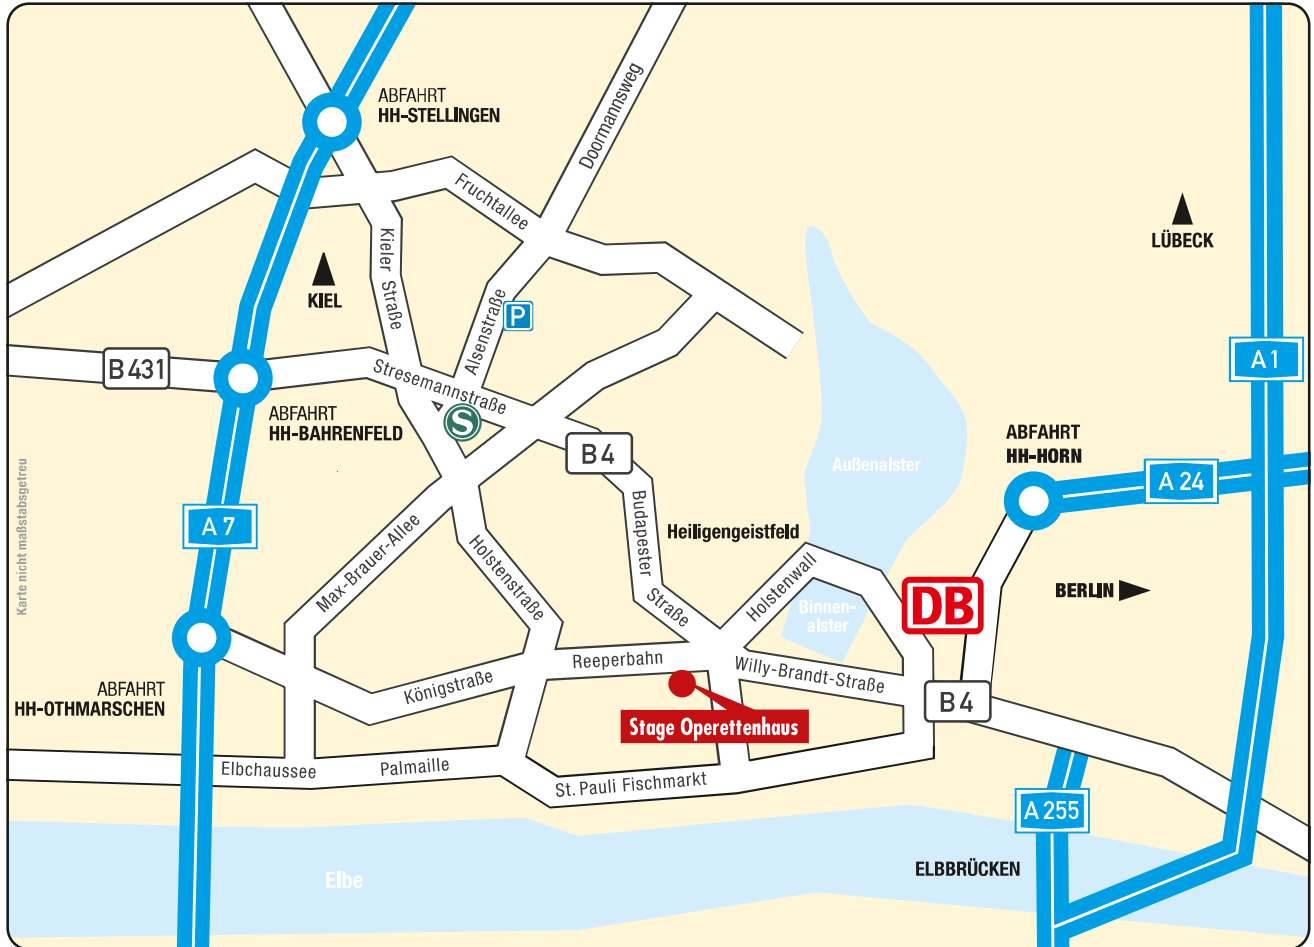 ABFAHRT
HH-STELLINGEN
Doormannsweg
Fruchtallee
LÜBECK
Kieler Straße
KIEL
Alsenstraße
P
B 431
A 1
Stresemannstraße
ABFAHRT
HH-BAHRENFELD
S
B 4
ABFAHRT
HH-HORN
Außenalster
A 24
Karte nicht maßstabsgetreu
A 7
Budapester
Straße
Heiligengeistfeld
Max-Brauer-Allee
Holstenstraße
Holstenwall
BERLIN
DB
Binnen-
alster
Reeperbahn
Willy-Brandt-Straße
Königstraße
ABFAHRT
HH-OTHMARSCHEN
B 4
Stage Operettenhaus
Elbchaussee
Palmaille
St. Pauli Fischmarkt
A 255
ELBBRÜCKEN
Elbe